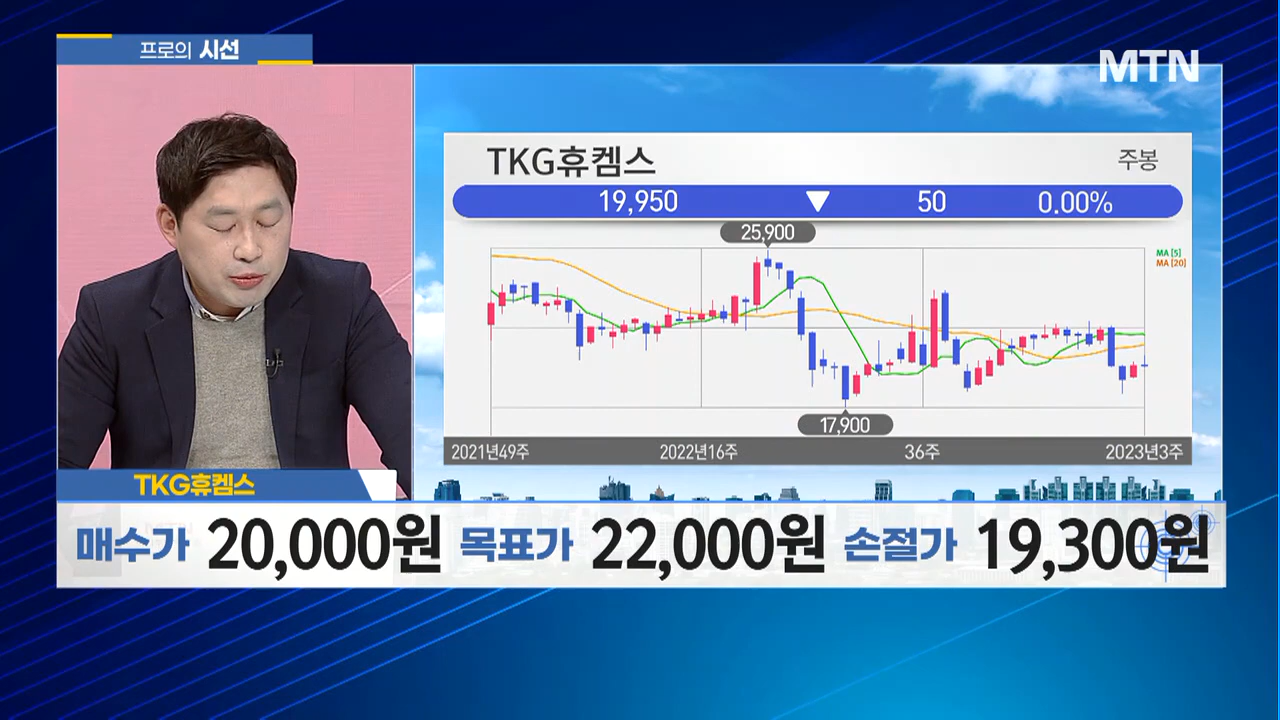 프로의 시선
MTN
TKG휴켐스
주봉
19,950 ▼ 50 0.00%
25,900
MA [5]
MA [20]
17,900
2021년49주 2022년16주 36주 2023년3주
TKG휴켐스
매수가 20,000원 목표가 22,000원 손절가 19,300원